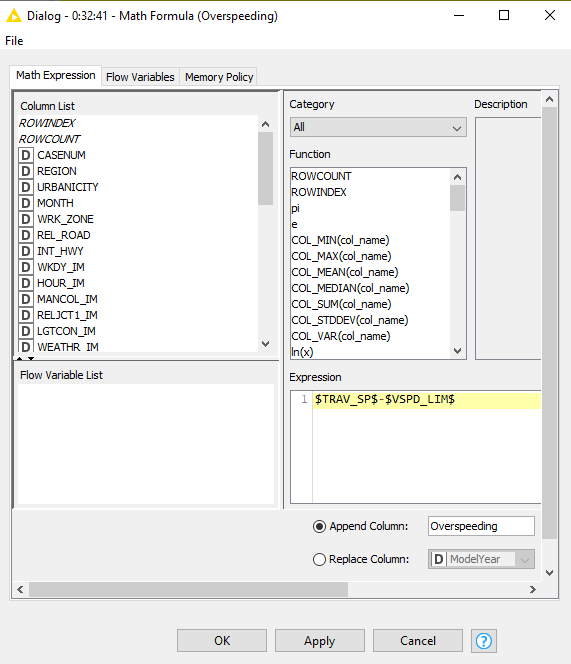 Dialog - 0:32:41 - Math Formula (Overspeeding)
File
Math Expression
Flow Variables
Memory Policy
Column List
ROWINDEX
ROWCOUNT
D CASENUM
D REGION
D URBANICITY
D MONTH
D WRK_ZONE
D REL_ROAD
D INT_HWY
D WKDY_IM
D HOUR_IM
D MANCOL_IM
D RELJCT1_IM
D LGTCON_IM
D WEATHR_IM
Flow Variable List
Category
All
Function
ROWCOUNT
ROWINDEX
pi
e
COL_MIN(col_name)
COL_MAX(col_name)
COL_MEAN(col_name)
COL_MEDIAN(col_name)
COL_SUM(col_name)
COL_STDDEV(col_name)
COL_VAR(col_name)
ln(x)
Description
Expression
1 $TRAV_SP$-$VSPD_LIM$
Append Column: Overspeeding
Replace Column: D ModelYear
OK
Apply
Cancel
?